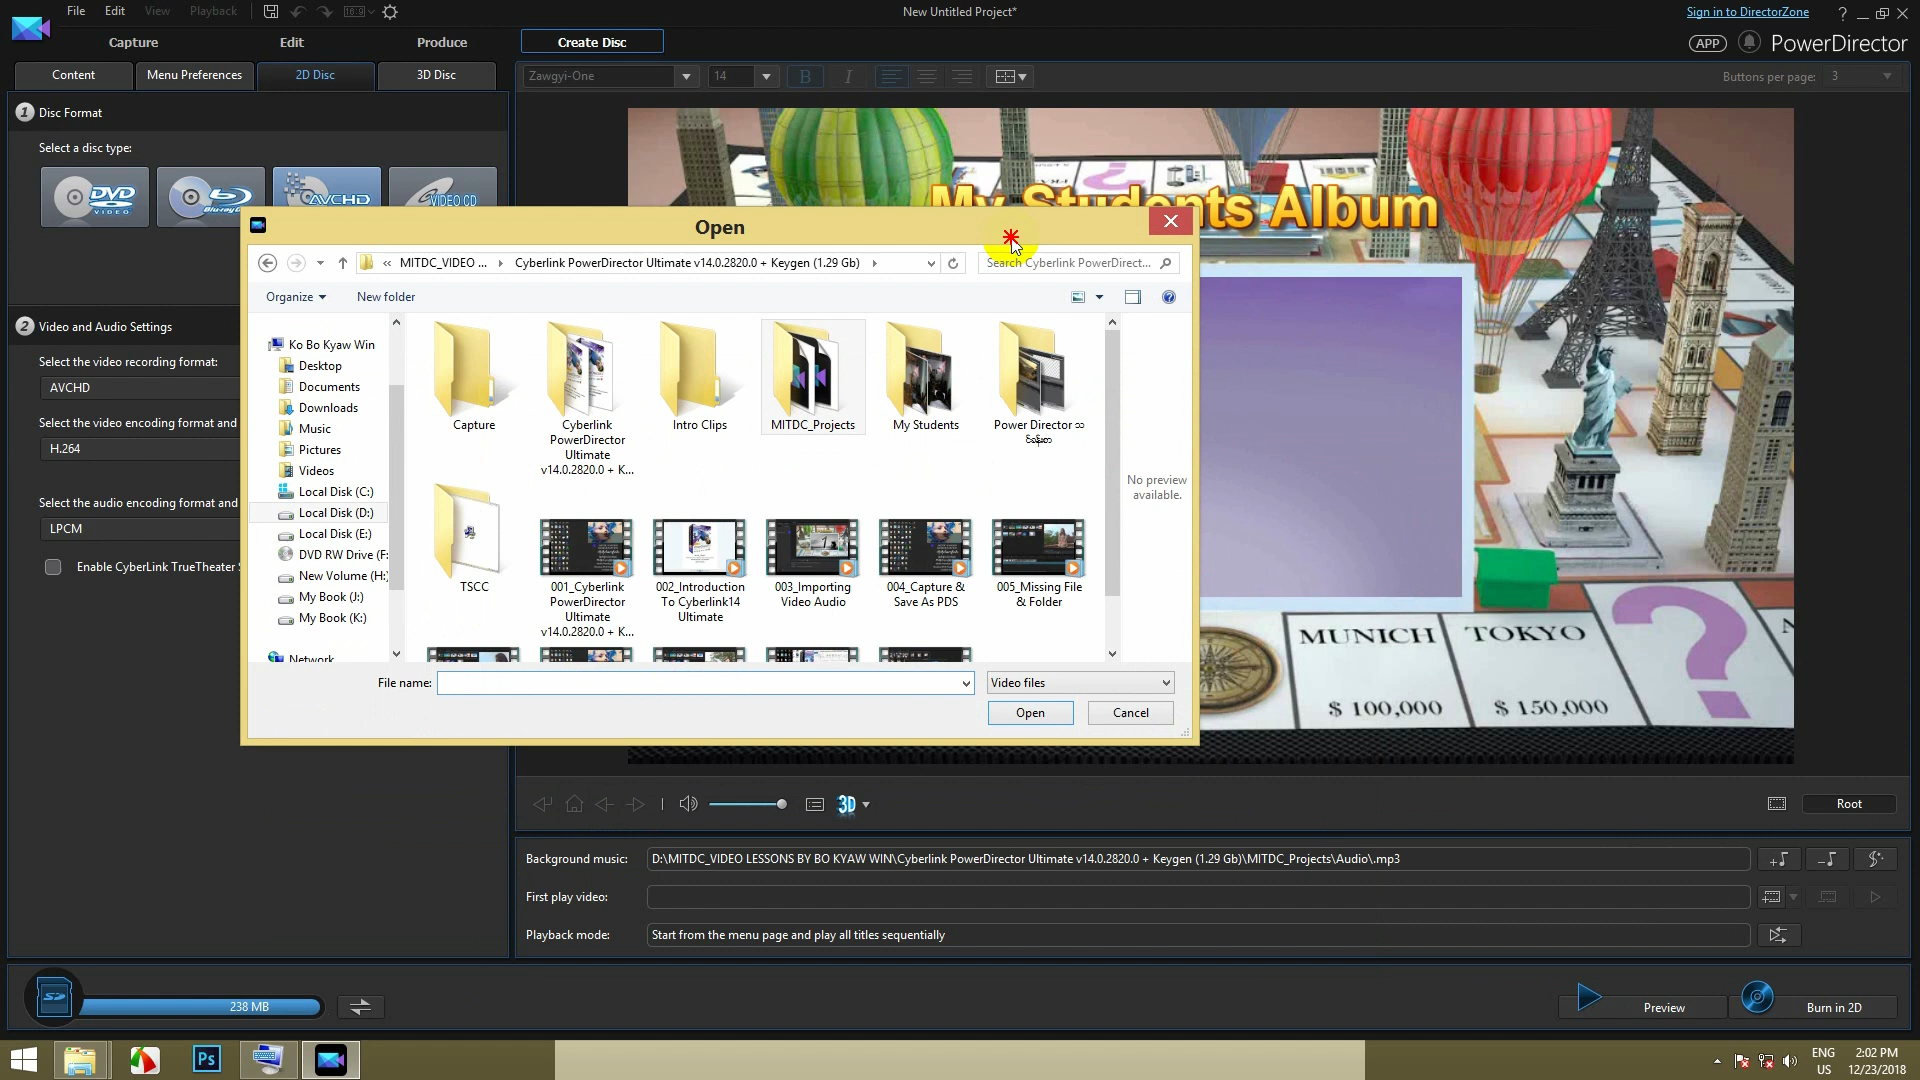 File Edit View Playback
New Untitled Project*
Sign in to DirectorZone
?
Capture Edit Produce Create Disc
APP PowerDirector
Content Menu Preferences 2D Disc 3D Disc
Zawgyi-One 14 B I
Buttons per page: 3
1 Disc Format
Select a disc type:
DVD VIDEO Blu-ray AVCHD VIDEO CD
My Students Album
Open
« MITDC_VIDEO ... Cyberlink PowerDirector Ultimate v14.0.2820.0 + Keygen (1.29 Gb)
Search Cyberlink PowerDirect...
Organize New folder
2 Video and Audio Settings
Select the video recording format:
AVCHD
Select the video encoding format and
H.264
Select the audio encoding format and
LPCM
Enable CyberLink TrueTheater S
Ko Bo Kyaw Win
Desktop
Documents
Downloads
Music
Pictures
Videos
Local Disk (C:)
Local Disk (D:)
Local Disk (E:)
DVD RW Drive (F:
New Volume (H:)
My Book (J:)
My Book (K:)
Network
Capture
Cyberlink
PowerDirector
Ultimate
v14.0.2820.0 + K...
Intro Clips
MITDC_Projects
My Students
Power Director
TSCC
001_Cyberlink
PowerDirector
Ultimate
v14.0.2820.0 + K...
002_Introduction
To Cyberlink14
Ultimate
003_Importing
Video Audio
004_Capture &
Save As PDS
005_Missing File
& Folder
No preview
available.
File name:
Video files
Open Cancel
MUNICH TOKYO
$ 100,000 $ 150,000
?
3D
Root
Background music: D:\MITDC_VIDEO LESSONS BY BO KYAW WIN\Cyberlink PowerDirector Ultimate v14.0.2820.0 + Keygen (1.29 Gb)\MITDC_Projects\Audio\.mp3
First play video:
Playback mode: Start from the menu page and play all titles sequentially
238 MB
Preview Burn in 2D
Ps
ENG 2:02 PM
US 12/23/2018